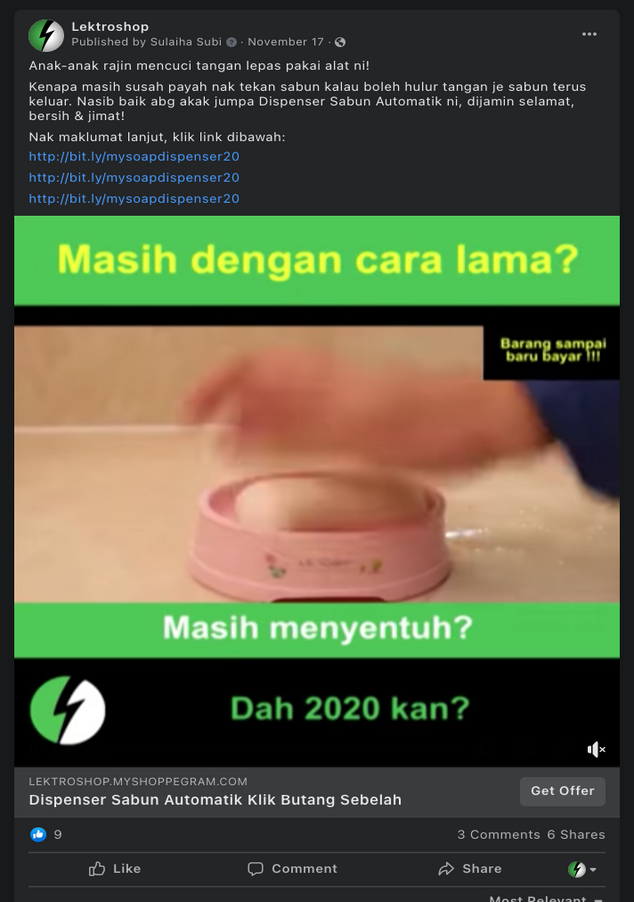 Lektroshop
Published by Sulaiha Subi · November 17 ·
Anak-anak rajin mencuci tangan lepas pakai alat ni!
Kenapa masih susah payah nak tekan sabun kalau boleh hulur tangan je sabun terus
keluar. Nasib baik abg akak jumpa Dispenser Sabun Automatik ni, dijamin selamat,
bersih & jimat!
Nak maklumat lanjut, klik link dibawah:
http://bit.ly/mysoapdispenser20
http://bit.ly/mysoapdispenser20
http://bit.ly/mysoapdispenser20
Masih dengan cara lama?
Barang sampai
baru bayar !!!
Masih menyentuh?
Dah 2020 kan?
LEKTROSHOP.MYSHOPPEGRAM.COM
Dispenser Sabun Automatik Klik Butang Sebelah
Get Offer
9
3 Comments 6 Shares
Like
Comment
Share
Most Relevant